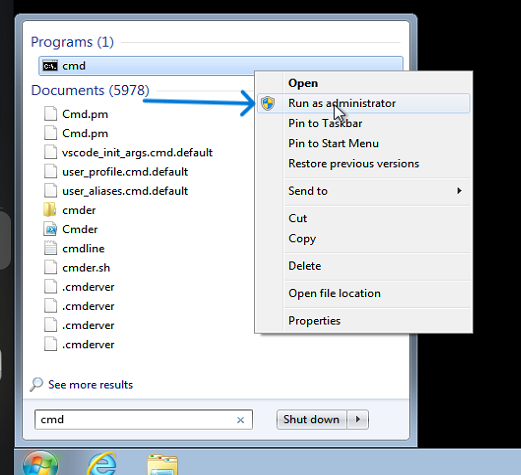 Programs (1)
cmd
Documents (5978)
Cmd.pm
Cmd.pm
vscode_init_args.cmd.default
user_profile.cmd.default
user_aliases.cmd.default
cmder
Cmder
cmdline
cmder.sh
.cmderver
.cmderver
.cmderver
.cmderver
See more results
cmd
Shut down
Open
Run as administrator
Pin to Taskbar
Pin to Start Menu
Restore previous versions
Send to
Cut
Copy
Delete
Open file location
Properties